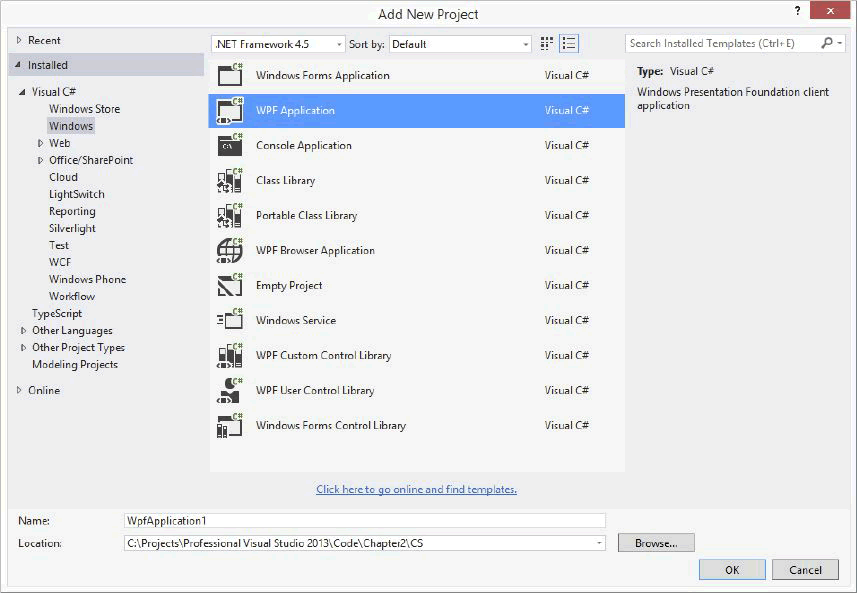 Add New Project
?
Recent
Installed
Visual C#
Windows Store
Windows
Web
Office/SharePoint
Cloud
LightSwitch
Reporting
Silverlight
Test
WCF
Windows Phone
Workflow
TypeScript
Other Languages
Other Project Types
Modeling Projects
Online
.NET Framework 4.5
Sort by: Default
Windows Forms Application Visual C#
WPF Application Visual C#
Console Application Visual C#
Class Library Visual C#
Portable Class Library Visual C#
WPF Browser Application Visual C#
Empty Project Visual C#
Windows Service Visual C#
WPF Custom Control Library Visual C#
WPF User Control Library Visual C#
Windows Forms Control Library Visual C#
Click here to go online and find templates.
Search Installed Templates (Ctrl+E)
Type: Visual C#
Windows Presentation Foundation client
application
Name: WpfApplication1
Location: C:\Projects\Professional Visual Studio 2013\Code\Chapter2\CS
Browse...
OK Cancel